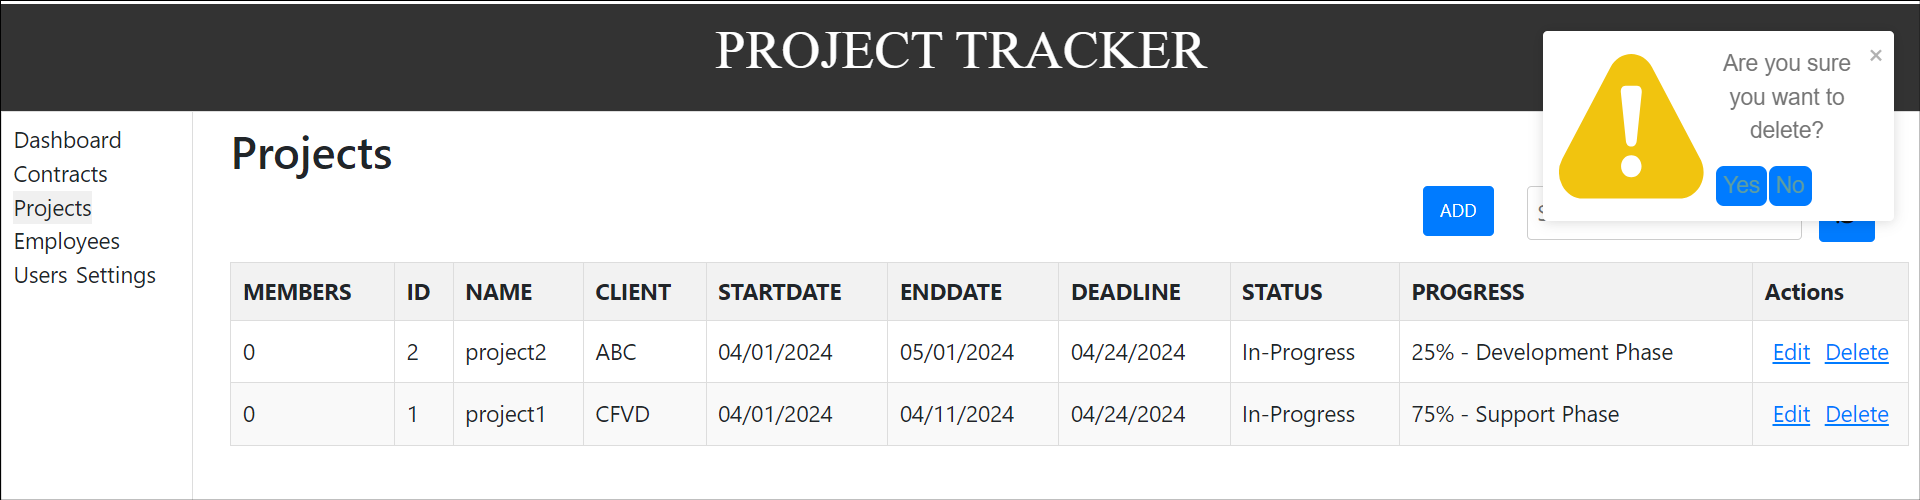 PROJECT TRACKER
Are you sure
you want to
delete?
×
Yes No
Dashboard
Contracts
Projects
Employees
Users Settings
Projects
ADD
MEMBERS ID NAME CLIENT STARTDATE ENDDATE DEADLINE STATUS PROGRESS Actions
0 2 project2 ABC 04/01/2024 05/01/2024 04/24/2024 In-Progress 25% - Development Phase Edit Delete
0 1 project1 CFVD 04/01/2024 04/11/2024 04/24/2024 In-Progress 75% - Support Phase Edit Delete